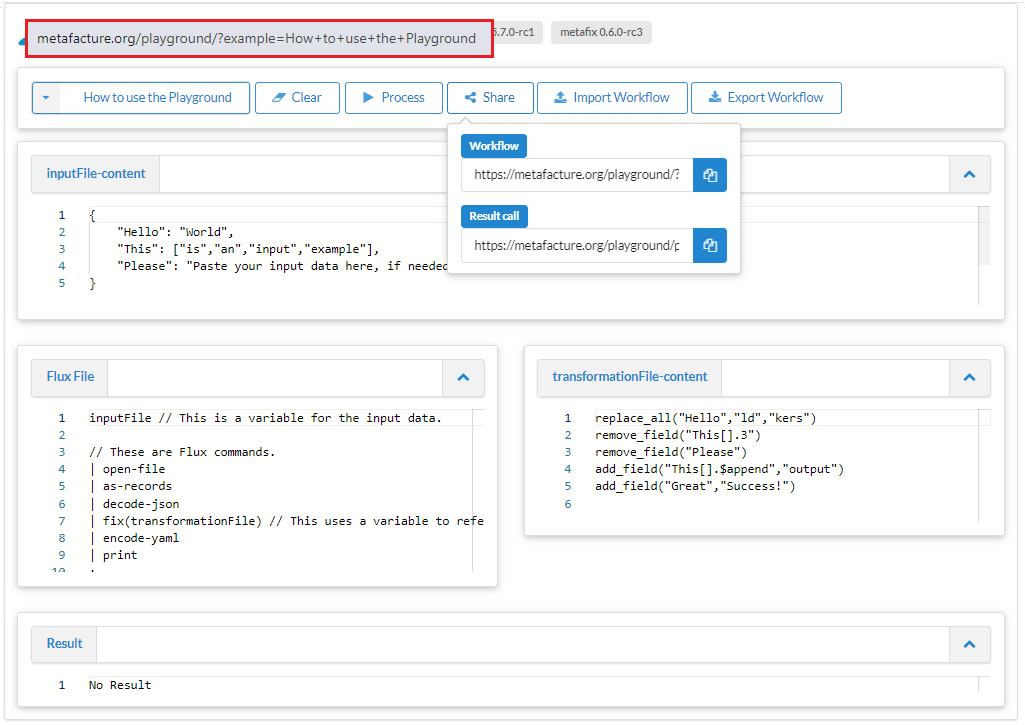 metafacture.org/playground/?example=How+to+use+the+Playground
5.7.0-rc1
metafix 0.6.0-rc3
How to use the Playground
Clear
Process
Share
Import Workflow
Export Workflow
Workflow
https://metafacture.org/playground/?
Result call
https://metafacture.org/playground/p
inputFile-content
1 {
2 "Hello": "World",
3 "This": ["is","an","input","example"],
4 "Please": "Paste your input data here, if needed
5 }
Flux File
1 inputFile // This is a variable for the input data.
2
3 // These are Flux commands.
4 | open-file
5 | as-records
6 | decode-json
7 | fix(transformationFile) // This uses a variable to refe
8 | encode-yaml
9 | print
10 ;
transformationFile-content
1 replace_all("Hello","ld","kers")
2 remove_field("This[].3")
3 remove_field("Please")
4 add_field("This[].$append","output")
5 add_field("Great","Success!")
6
Result
1 No Result